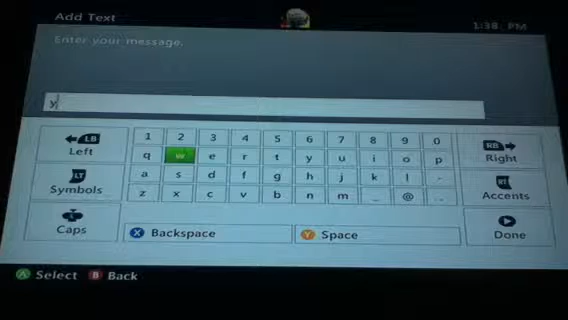 Add Text
1:38 PM
Enter your message.
y
LB
Left
1 2 3 4 5 6 7 8 9 0
RB
Right
q w e r t y u i o p
LT
Symbols
a s d f g h j k l -
RT
Accents
z x c v b n m _ @ .
Caps
X Backspace
Y Space
Done
A Select B Back